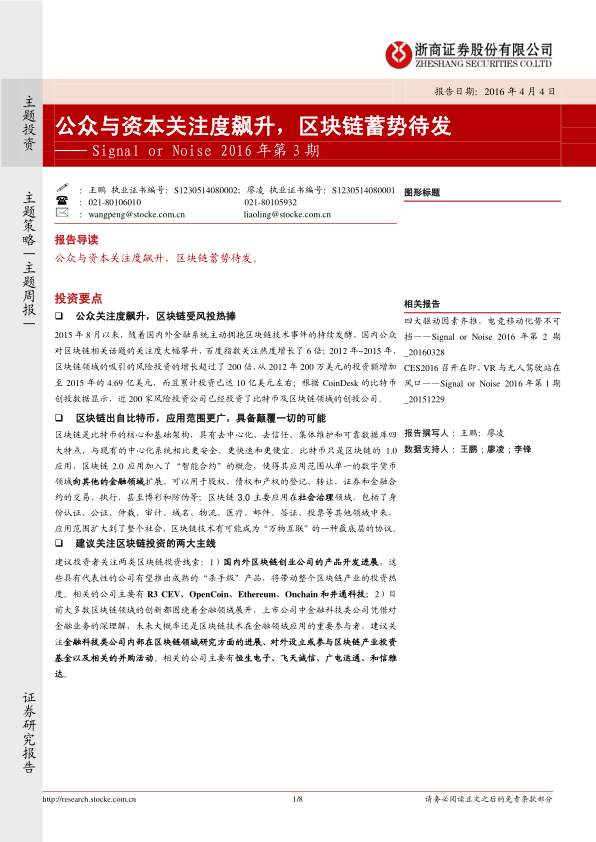 浙商证券股份有限公司
ZHESHANG SECURITIES CO.LTD
报告日期：2016 年 4 月 4 日
主题投资
公众与资本关注度飙升，区块链蓄势待发
—— Signal or Noise 2016 年第 3 期
主题策略—主题周报—
：王鹏 执业证书编号：S1230514080002；廖凌 执业证书编号：S1230514080001
：021-80106010 021-80105932
：wangpeng@stocke.com.cn liaoling@stocke.com.cn
报告导读
公众与资本关注度飙升，区块链蓄势待发。
投资要点
❑ 公众关注度飙升，区块链受风投热捧
2015 年 8 月以来，随着国内外金融系统主动拥抱区块链技术事件的持续发酵，国内公众
对区块链相关话题的关注度大幅攀升，百度指数关注热度增长了 6 倍；2012 年~2015 年，
区块链领域的吸引的风险投资的增长超过了 200 倍，从 2012 年 200 万美元的投资额增加
至 2015 年的 4.69 亿美元，而且累计投资已达 10 亿美元左右；根据 CoinDesk 的比特币
创投数据显示，近 200 家风险投资公司已经投资了比特币及区块链领域的创投公司。
❑ 区块链出自比特币，应用范围更广，具备颠覆一切的可能
区块链是比特币的核心和基础架构，具有去中心化、去信任、集体维护和可靠数据库四
大特点，与现有的中心化系统相比更安全、更快速和更便宜。比特币只是区块链的 1.0
应用，区块链 2.0 应用加入了“智能合约”的概念，使得其应用范围从单一的数字货币
领域向其他的金融领域扩展，可以用于股权、债权和产权的登记、转让，证券和金融合
约的交易、执行，甚至博彩和防伪等；区块链 3.0 主要应用在社会治理领域，包括了身
份认证、公证、仲裁，审计，域名、物流、医疗、邮件、签证、投票等其他领域中来，
应用范围扩大到了整个社会，区块链技术有可能成为“万物互联”的一种最底层的协议。
❑ 建议关注区块链投资的两大主线
建议投资者关注两类区块链投资线索：1）国内外区块链创业公司的产品开发进展，这
些具有代表性的公司有望推出成熟的“杀手级”产品，将带动整个区块链产业的投资热
度。相关的公司主要有 R3 CEV、OpenCoin、Ethereum、Onchain 和井通科技；2）目
前大多数区块链领域的创新都围绕着金融领域展开，上市公司中金融科技类公司凭借对
金融业务的深理解，未来大概率还是区块链技术在金融领域应用的重要参与者，建议关
注金融科技类公司内部在区块链领域研究方面的进展、对外设立或参与区块链产业投资
基金以及相关的并购活动。相关的公司主要有恒生电子、飞天诚信、广电运通、和信雅
达。
图形标题
相关报告
四大驱动因素齐推，电竞移动化势不可
挡——Signal or Noise 2016 年第 2 期
_20160328
CES2016 召开在即，VR 与无人驾驶站在
风口——Signal or Noise 2016 年第 1 期
_20151229
报告撰写人：王鹏；廖凌
数据支持人：王鹏；廖凌；李锋
证券研究报告
http://research.stocke.com.cn
1/8
请务必阅读正文之后的免责条款部分